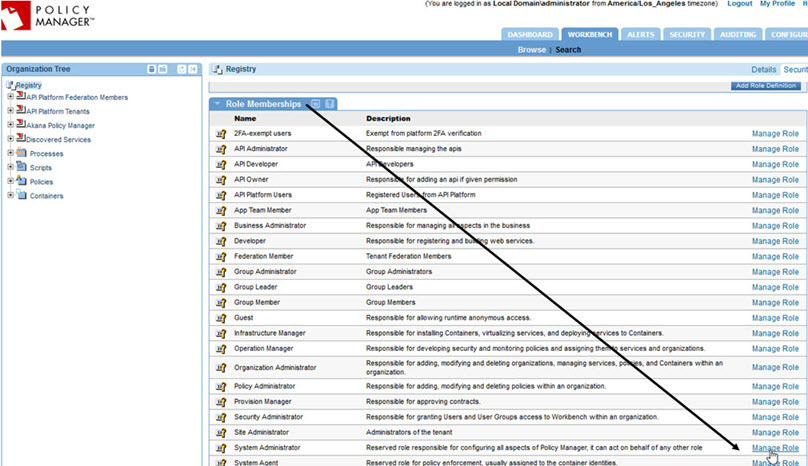 POLICY
MANAGER™
(You are logged in as Local Domain\administrator from America/Los_Angeles timezone) Logout My Profile H
DASHBOARD WORKBENCH ALERTS SECURITY AUDITING CONFIGUR
Browe | Search
Organization Tree
Registry
API Platform Federation Members
API Platform Tenants
Akana Policy Manager
Discovered Services
Processes
Scripts
Policies
Containers
Registry Details Securit
Add Role Definition
Role Memberships
Name Description
2FA-exempt users Exempt from platform 2FA verification Manage Role
API Administrator Responsible managing the apis Manage Role
API Developer API Developers Manage Role
API Owner Responsible for adding an api if given permission Manage Role
API Platform Users Registered Users from API Platform Manage Role
App Team Member App Team Members Manage Role
Business Administrator Responsible for managing all aspects in the business Manage Role
Developer Responsible for registering and building web services. Manage Role
Federation Member Tenant Federation Members Manage Role
Group Administrator Group Administrators Manage Role
Group Leader Group Leaders Manage Role
Group Member Group Members Manage Role
Guest Responsible for allowing runtime anonymous access. Manage Role
Infrastructure Manager Responsible for installing Containers, virtualizing services, and deploying services to Containers. Manage Role
Operation Manager Responsible for developing security and monitoring policies and assigning them to services and organizations. Manage Role
Organization Administrator Responsible for adding, modifying and deleting organizations, managing services, policies, and Containers within an Manage Role
organization.
Policy Administrator Responsible for adding, modifying and deleting policies within an organization. Manage Role
Provision Manager Responsible for approving contracts. Manage Role
Security Administrator Responsible for granting Users and User Groups access to Workbench within an organization. Manage Role
Site Administrator Administrators of the tenant Manage Role
System Administrator Reserved role responsible for configuring all aspects of Policy Manager, it can act on behalf of any other role Manage Role
System Agent Reserved role for policy enforcement, usually assigned to the container identities. Manage Role